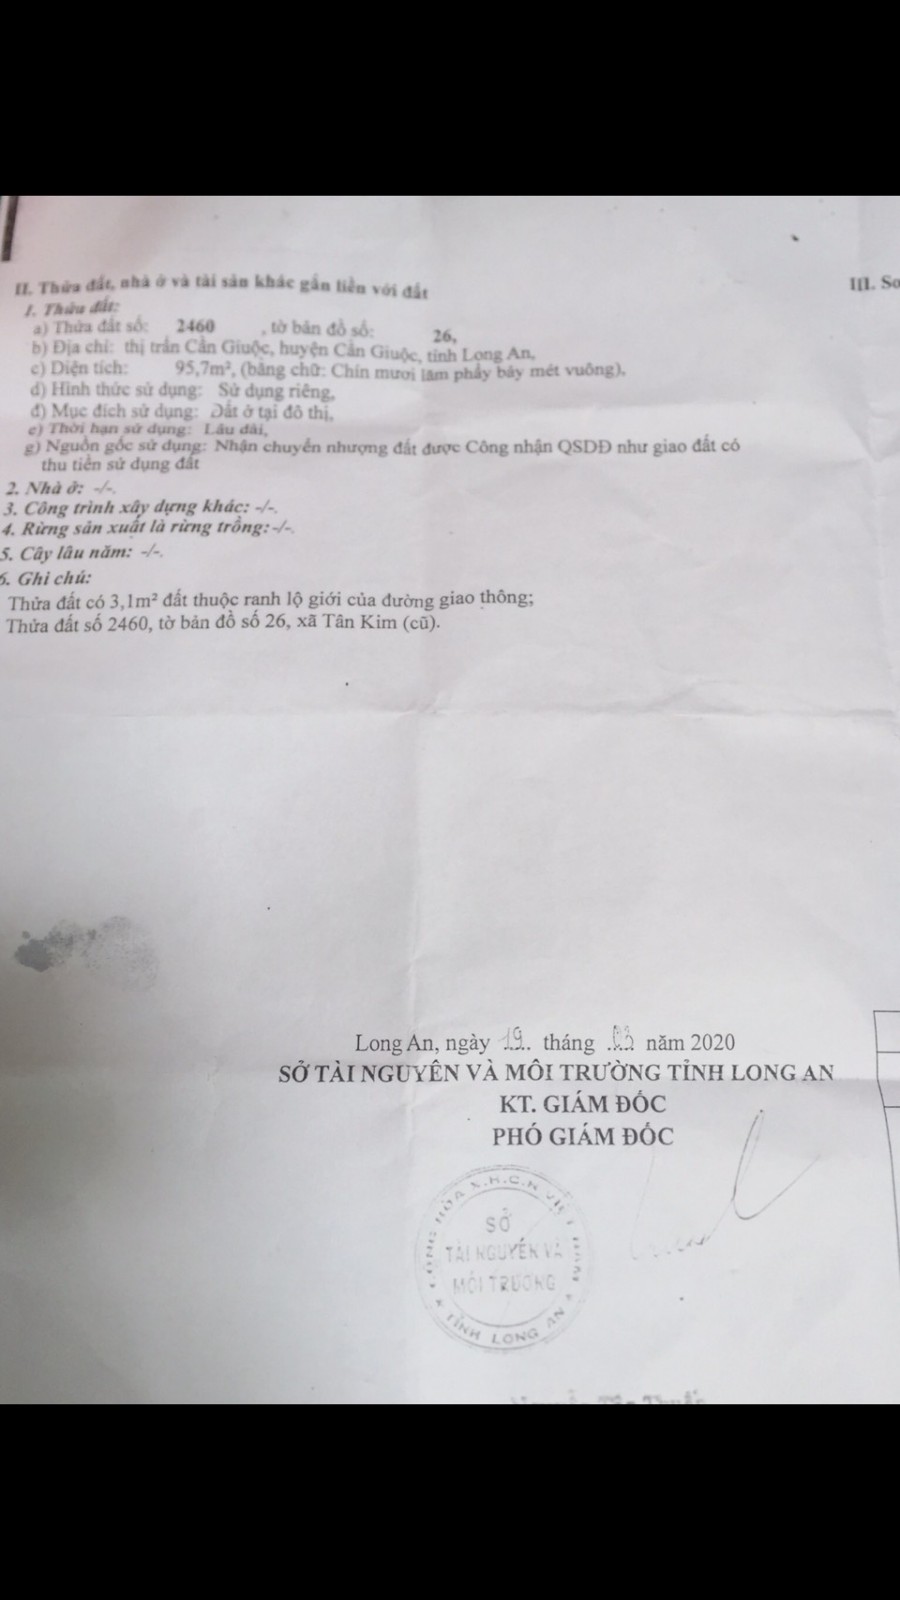 II. Thửa đất, nhà ở và tài sản khác gắn liền với đất
III. Sơ
1. Thửa đất:
a) Thửa đất số: 2460 , tờ bản đồ số: 26,
b) Địa chỉ: thị trấn Cần Giuộc, huyện Cần Giuộc, tỉnh Long An,
c) Diện tích: 95,7m², (bằng chữ: Chín mươi lăm phẩy bảy mét vuông),
d) Hình thức sử dụng: Sử dụng riêng,
đ) Mục đích sử dụng: Đất ở tại đô thị,
e) Thời hạn sử dụng: Lâu dài,
g) Nguồn gốc sử dụng: Nhận chuyển nhượng đất được Công nhận QSDĐ như giao đất có
thu tiền sử dụng đất
2. Nhà ở: -/-.
3. Công trình xây dựng khác: -/-.
4. Rừng sản xuất là rừng trồng: -/-.
5. Cây lâu năm: -/-.
6. Ghi chú:
Thửa đất có 3,1m² đất thuộc ranh lộ giới của đường giao thông;
Thửa đất số 2460, tờ bản đồ số 26, xã Tân Kim (cũ).
Long An, ngày 19 tháng 03 năm 2020
SỞ TÀI NGUYÊN VÀ MÔI TRƯỜNG TỈNH LONG AN
KT. GIÁM ĐỐC
PHÓ GIÁM ĐỐC
CỘNG HÒA X.H.C.N VIỆT NAM
SỞ
TÀI NGUYÊN VÀ
MÔI TRƯỜNG
TỈNH LONG AN